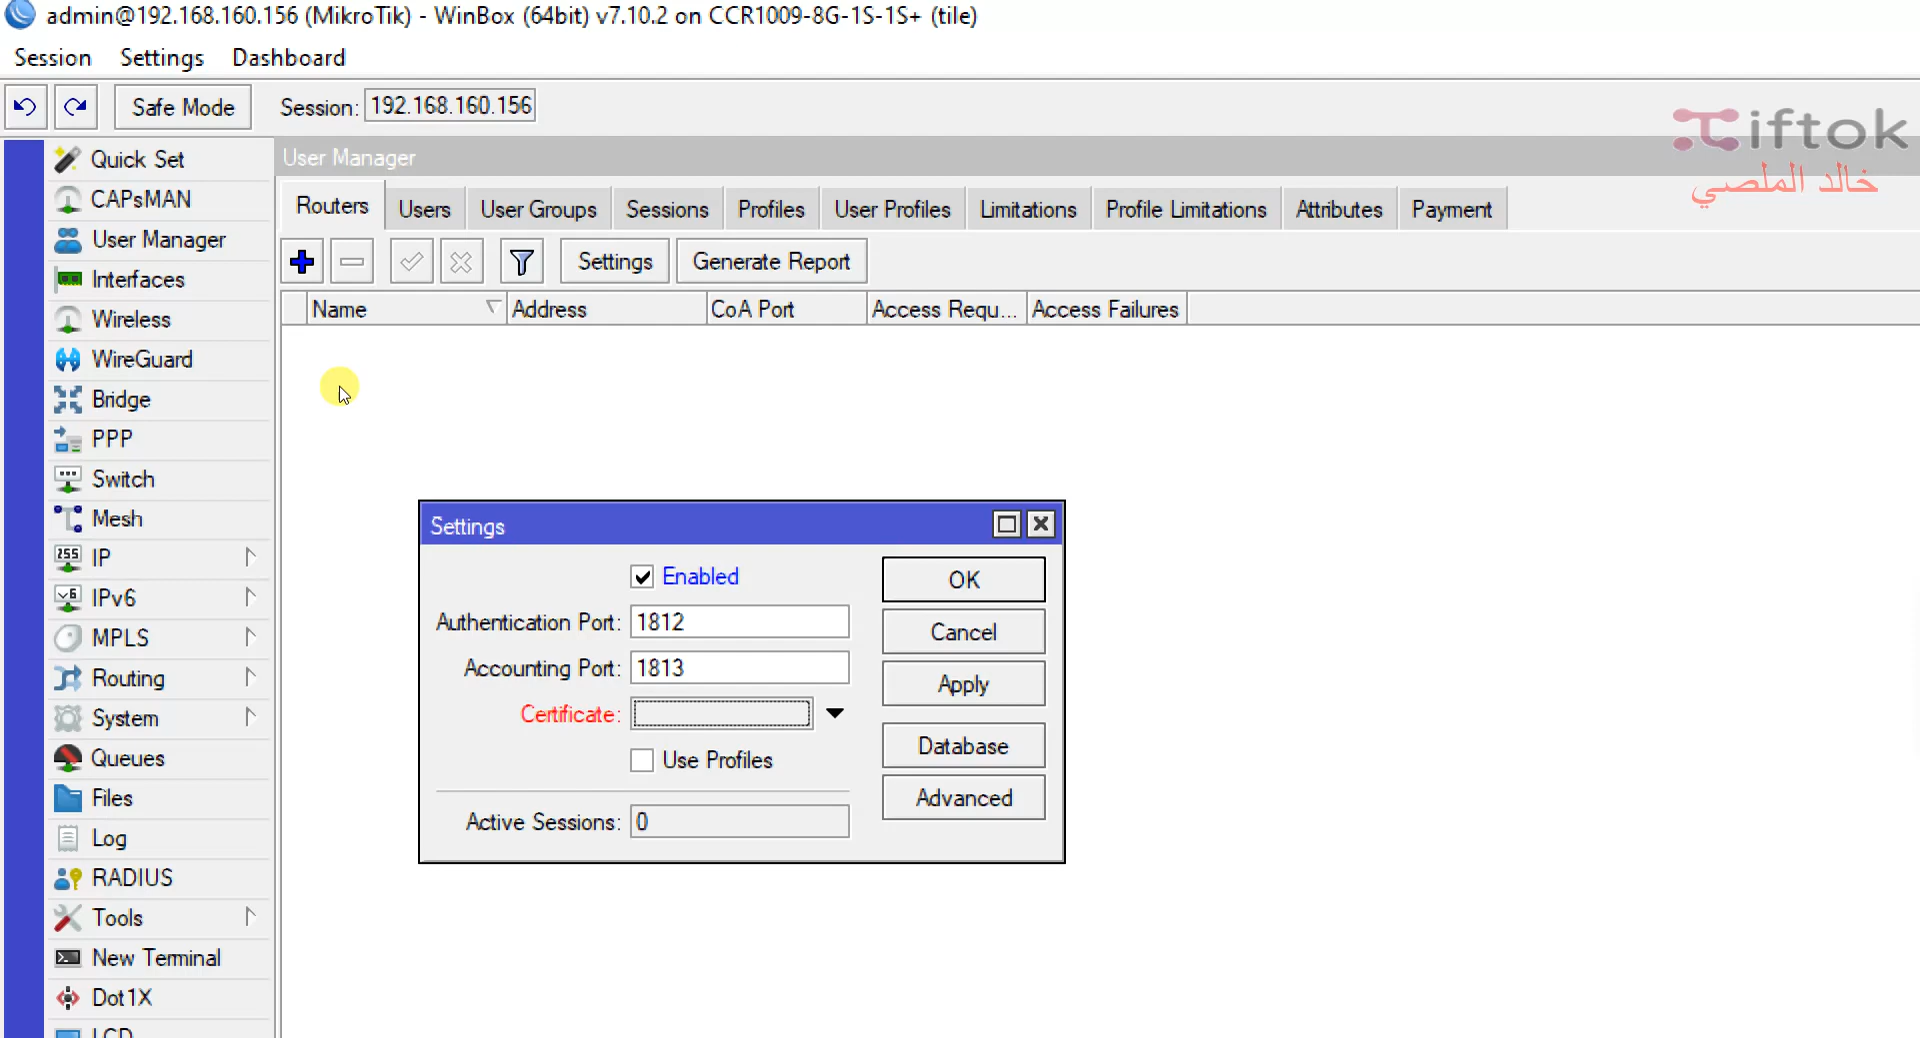 admin@192.168.160.156 (MikroTik) - WinBox (64bit) v7.10.2 on CCR1009-8G-1S-1S+ (tile)
Session Settings Dashboard
Safe Mode Session: 192.168.160.156
iftok
خالد الملصي
Quick Set
CAPsMAN
User Manager
Interfaces
Wireless
WireGuard
Bridge
PPP
Switch
Mesh
IP
IPv6
MPLS
Routing
System
Queues
Files
Log
RADIUS
Tools
New Terminal
Dot1X
LCD
User Manager
Routers Users User Groups Sessions Profiles User Profiles Limitations Profile Limitations Attributes Payment
Settings Generate Report
Name Address CoA Port Access Requ... Access Failures
Settings
Enabled
Authentication Port: 1812
Accounting Port: 1813
Certificate:
Use Profiles
Active Sessions: 0
OK
Cancel
Apply
Database
Advanced